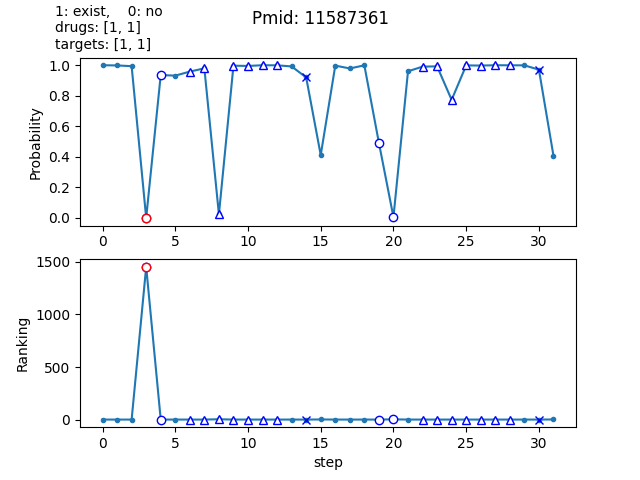 1: exist,    0: no
drugs: [1, 1]
targets: [1, 1]
Pmid: 11587361
Probability
1.0
0.8
0.6
0.4
0.2
0.0
0 5 10 15 20 25 30
Ranking
1500
1000
500
0
0 5 10 15 20 25 30
step